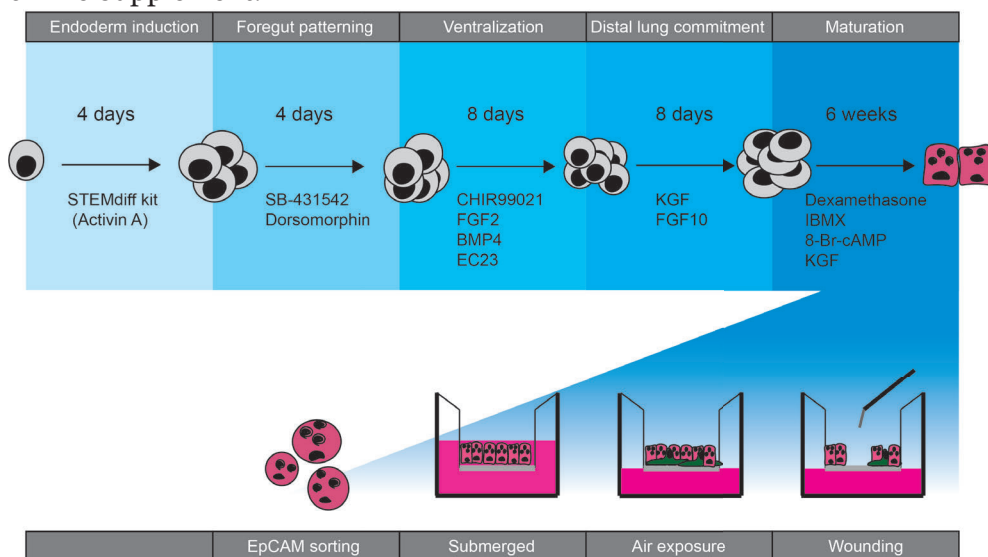 Endoderm induction
Foregut patterning
Ventralization
Distal lung commitment
Maturation
4 days
4 days
8 days
8 days
6 weeks
STEMdiff kit
(Activin A)
SB-431542
Dorsomorphin
CHIR99021
FGF2
BMP4
EC23
KGF
FGF10
Dexamethasone
IBMX
8-Br-cAMP
KGF
EpCAM sorting
Submerged
Air exposure
Wounding